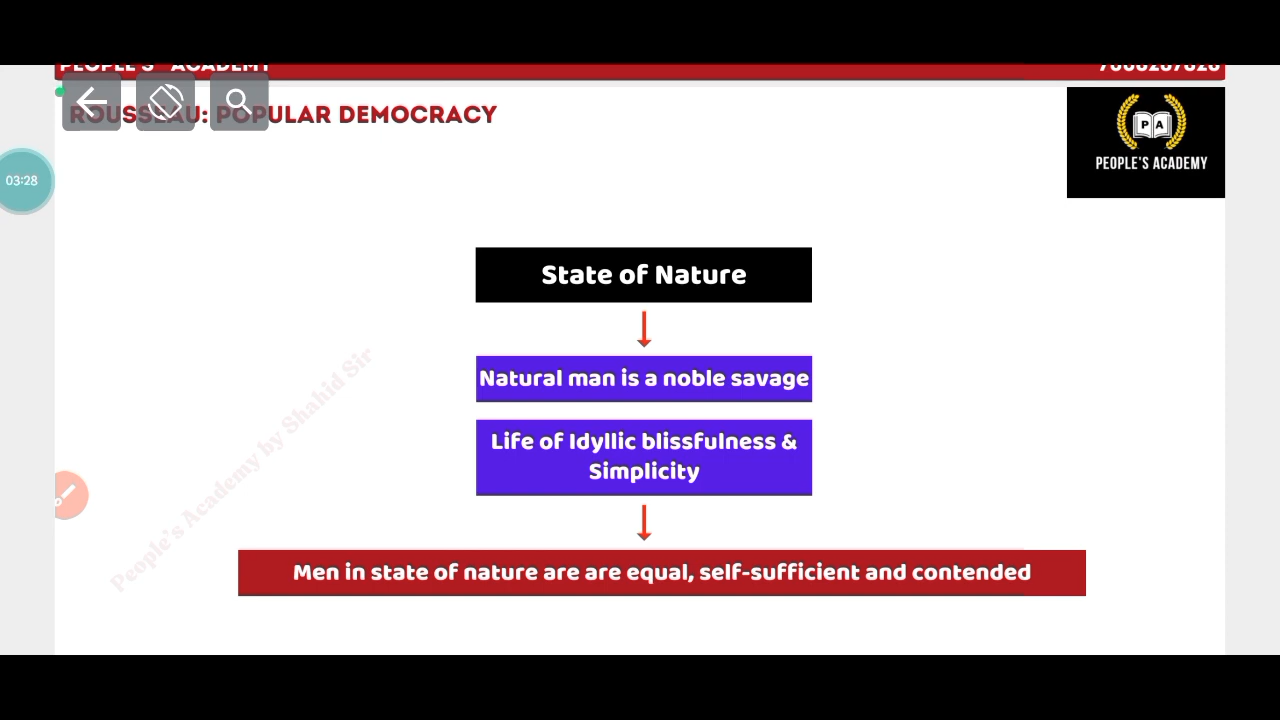 PEOPLE'S ACADEMY
ROUSSEAU: POPULAR DEMOCRACY
P A
PEOPLE'S ACADEMY
03:28
State of Nature
Natural man is a noble savage
Life of Idyllic blissfulness &
Simplicity
People's Academy by Shahid Sir
Men in state of nature are are equal, self-sufficient and contended